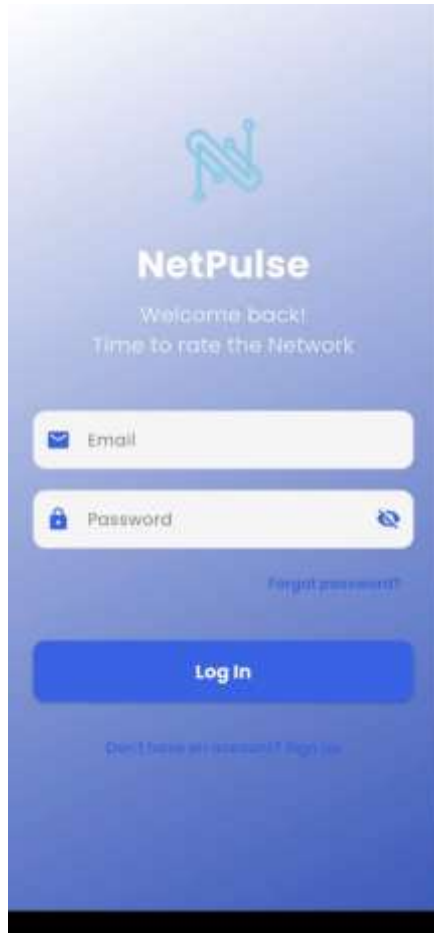 NetPulse
Welcome back!
Time to rate the Network
Email
Password
Forgot password?
Log In
Don't have an account? Sign Up